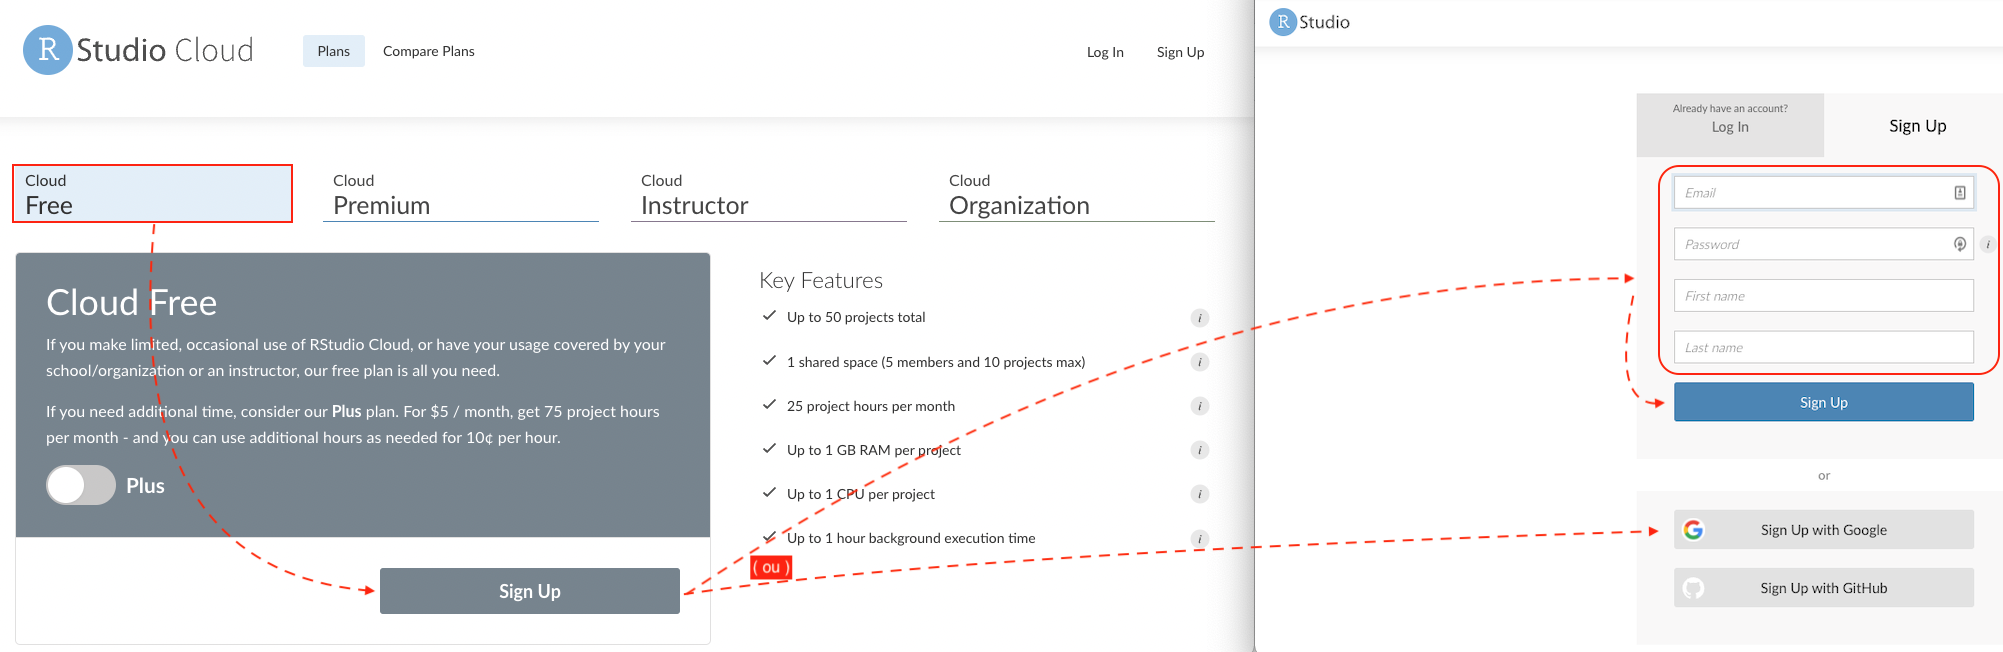 R Studio Cloud
Plans
Compare Plans
Log In
Sign Up
Cloud
Free
Cloud
Premium
Cloud
Instructor
Cloud
Organization
Cloud Free
If you make limited, occasional use of RStudio Cloud, or have your usage covered by your
school/organization or an instructor, our free plan is all you need.
If you need additional time, consider our Plus plan. For $5 / month, get 75 project hours
per month - and you can use additional hours as needed for 10¢ per hour.
Plus
Sign Up
Key Features
Up to 50 projects total
i
1 shared space (5 members and 10 projects max)
i
25 project hours per month
i
Up to 1 GB RAM per project
i
Up to 1 CPU per project
i
Up to 1 hour background execution time
i
( ou )
R Studio
Already have an account?
Log In
Sign Up
Email
Password
i
First name
Last name
Sign Up
or
Sign Up with Google
Sign Up with GitHub